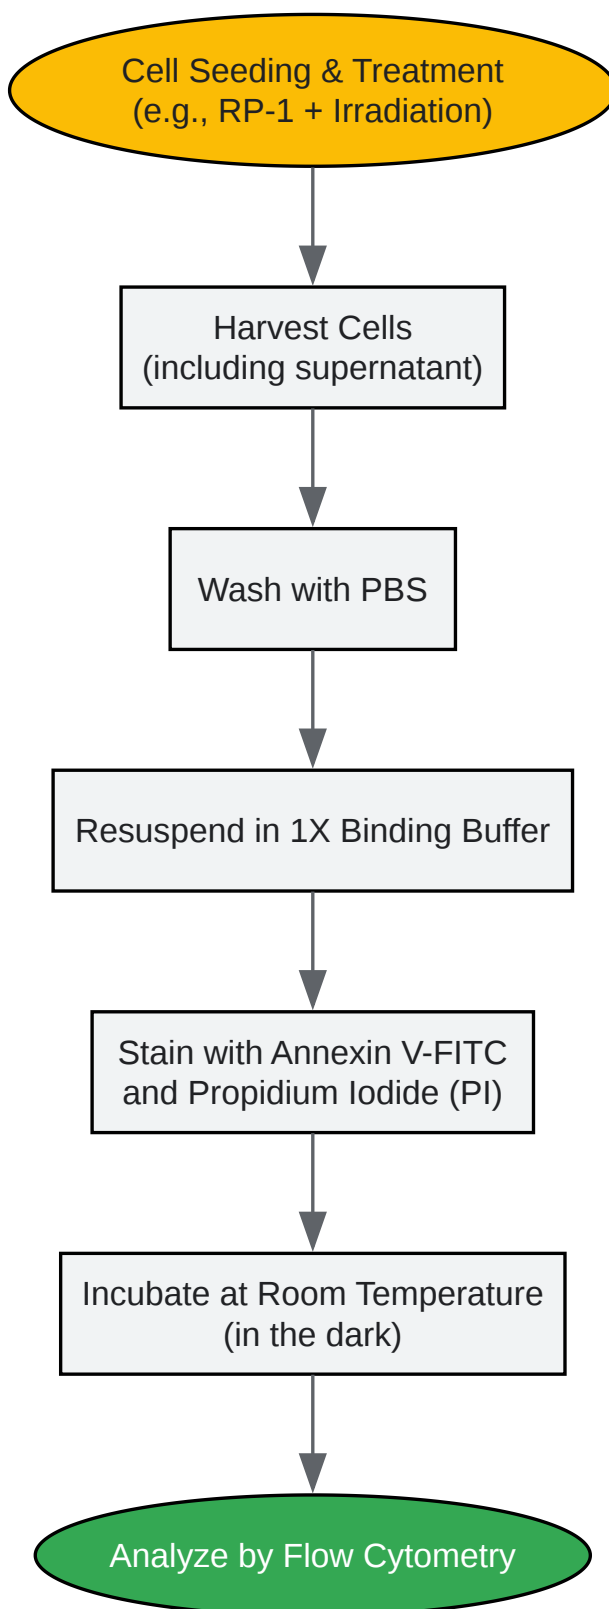 Cell Seeding & Treatment
(e.g., RP-1 + Irradiation)
Harvest Cells
(including supernatant)
Wash with PBS
Resuspend in 1X Binding Buffer
Stain with Annexin V-FITC
and Propidium Iodide (PI)
Incubate at Room Temperature
(in the dark)
Analyze by Flow Cytometry